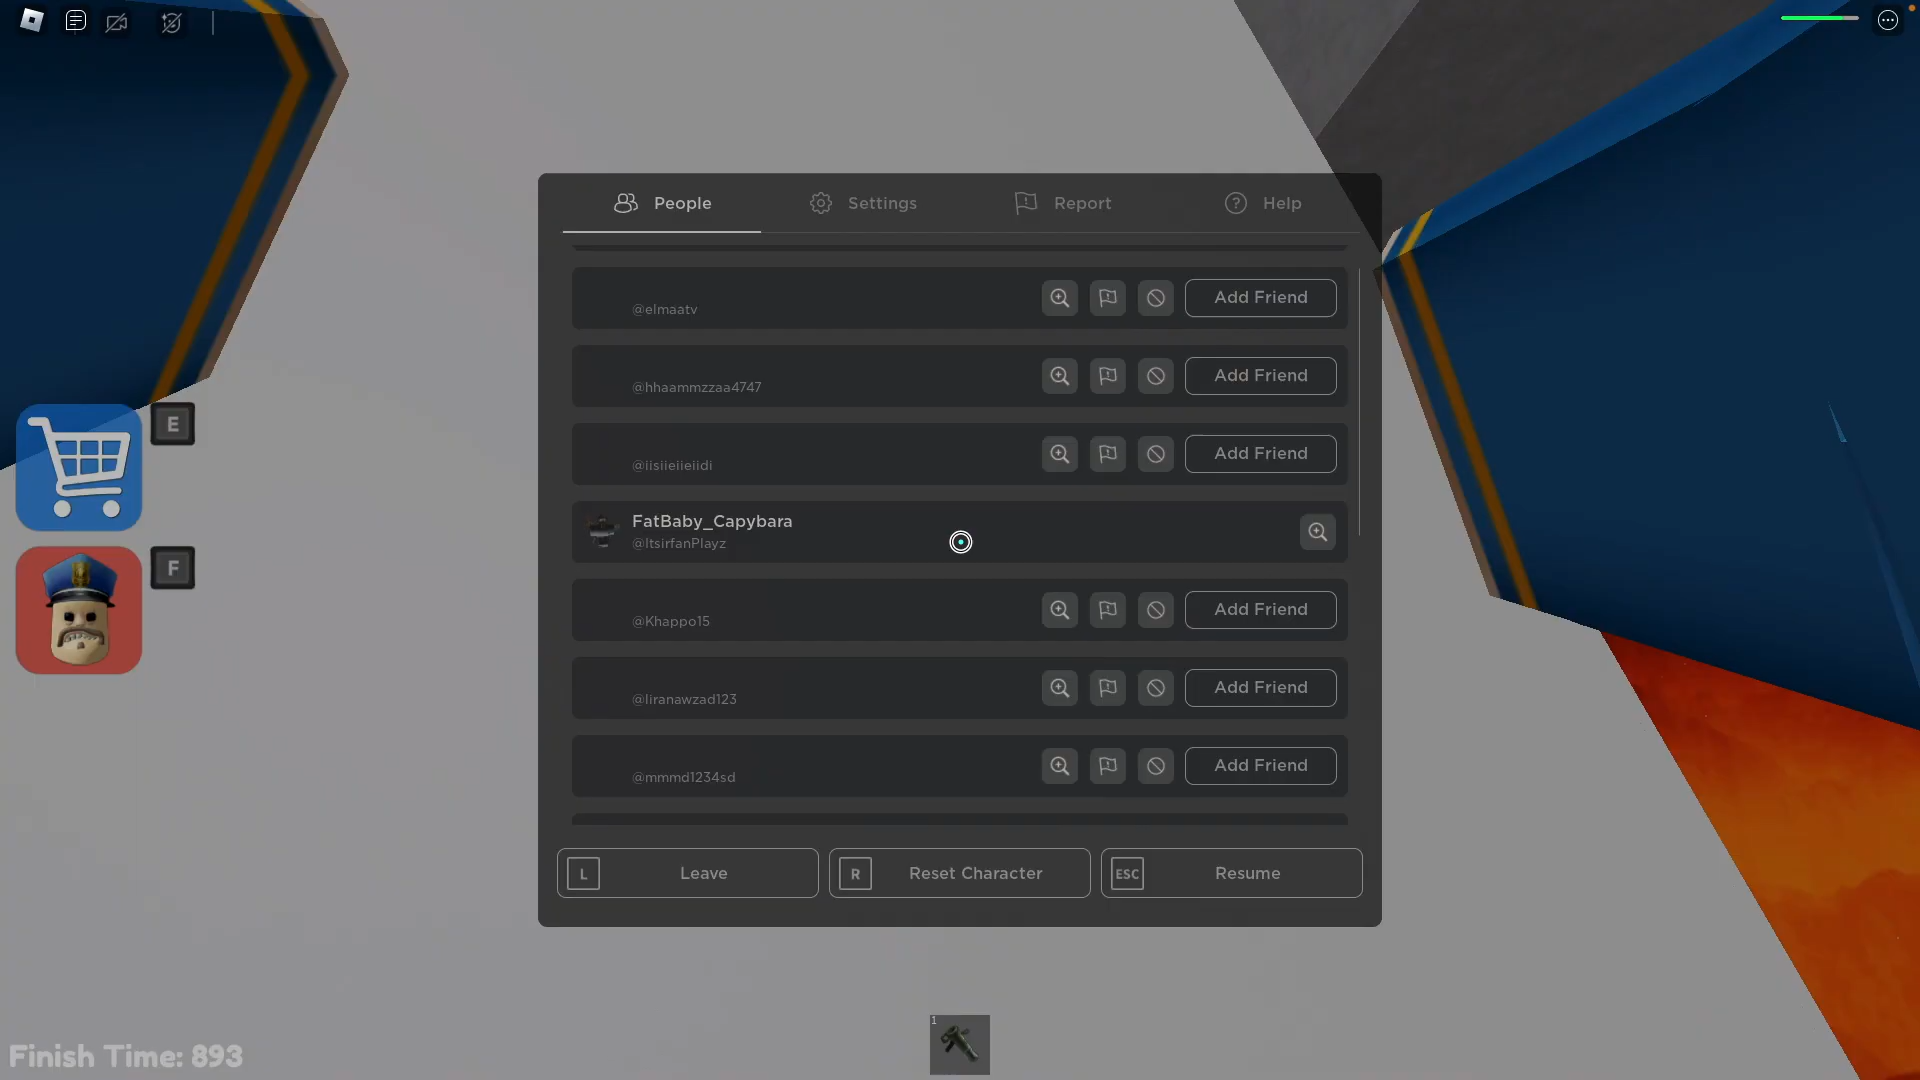 People
Settings
Report
Help
@elmaatv
Add Friend
@hhaammzzaa4747
Add Friend
@iisiieiieiidi
Add Friend
FatBaby_Capybara
@ItsirfanPlayz
@Khappo15
Add Friend
@liranawzad123
Add Friend
@mmmd1234sd
Add Friend
L
Leave
R
Reset Character
ESC
Resume
E
F
1
Finish Time: 893